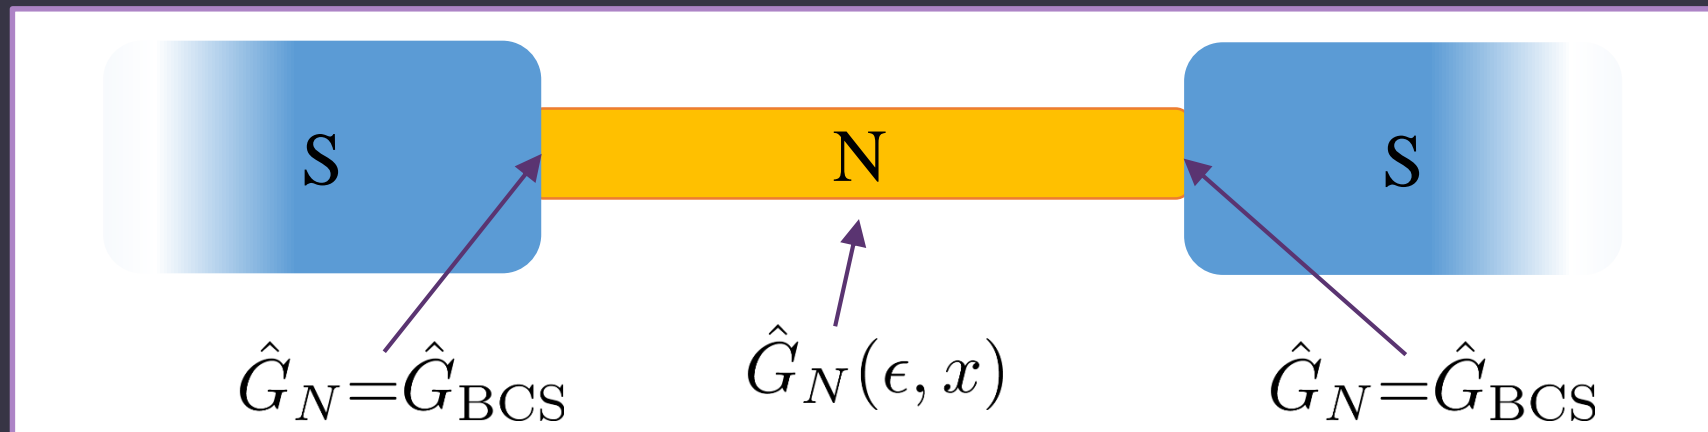 S N S
Ĝ_N=Ĝ_BCS Ĝ_N(ϵ, x) Ĝ_N=Ĝ_BCS